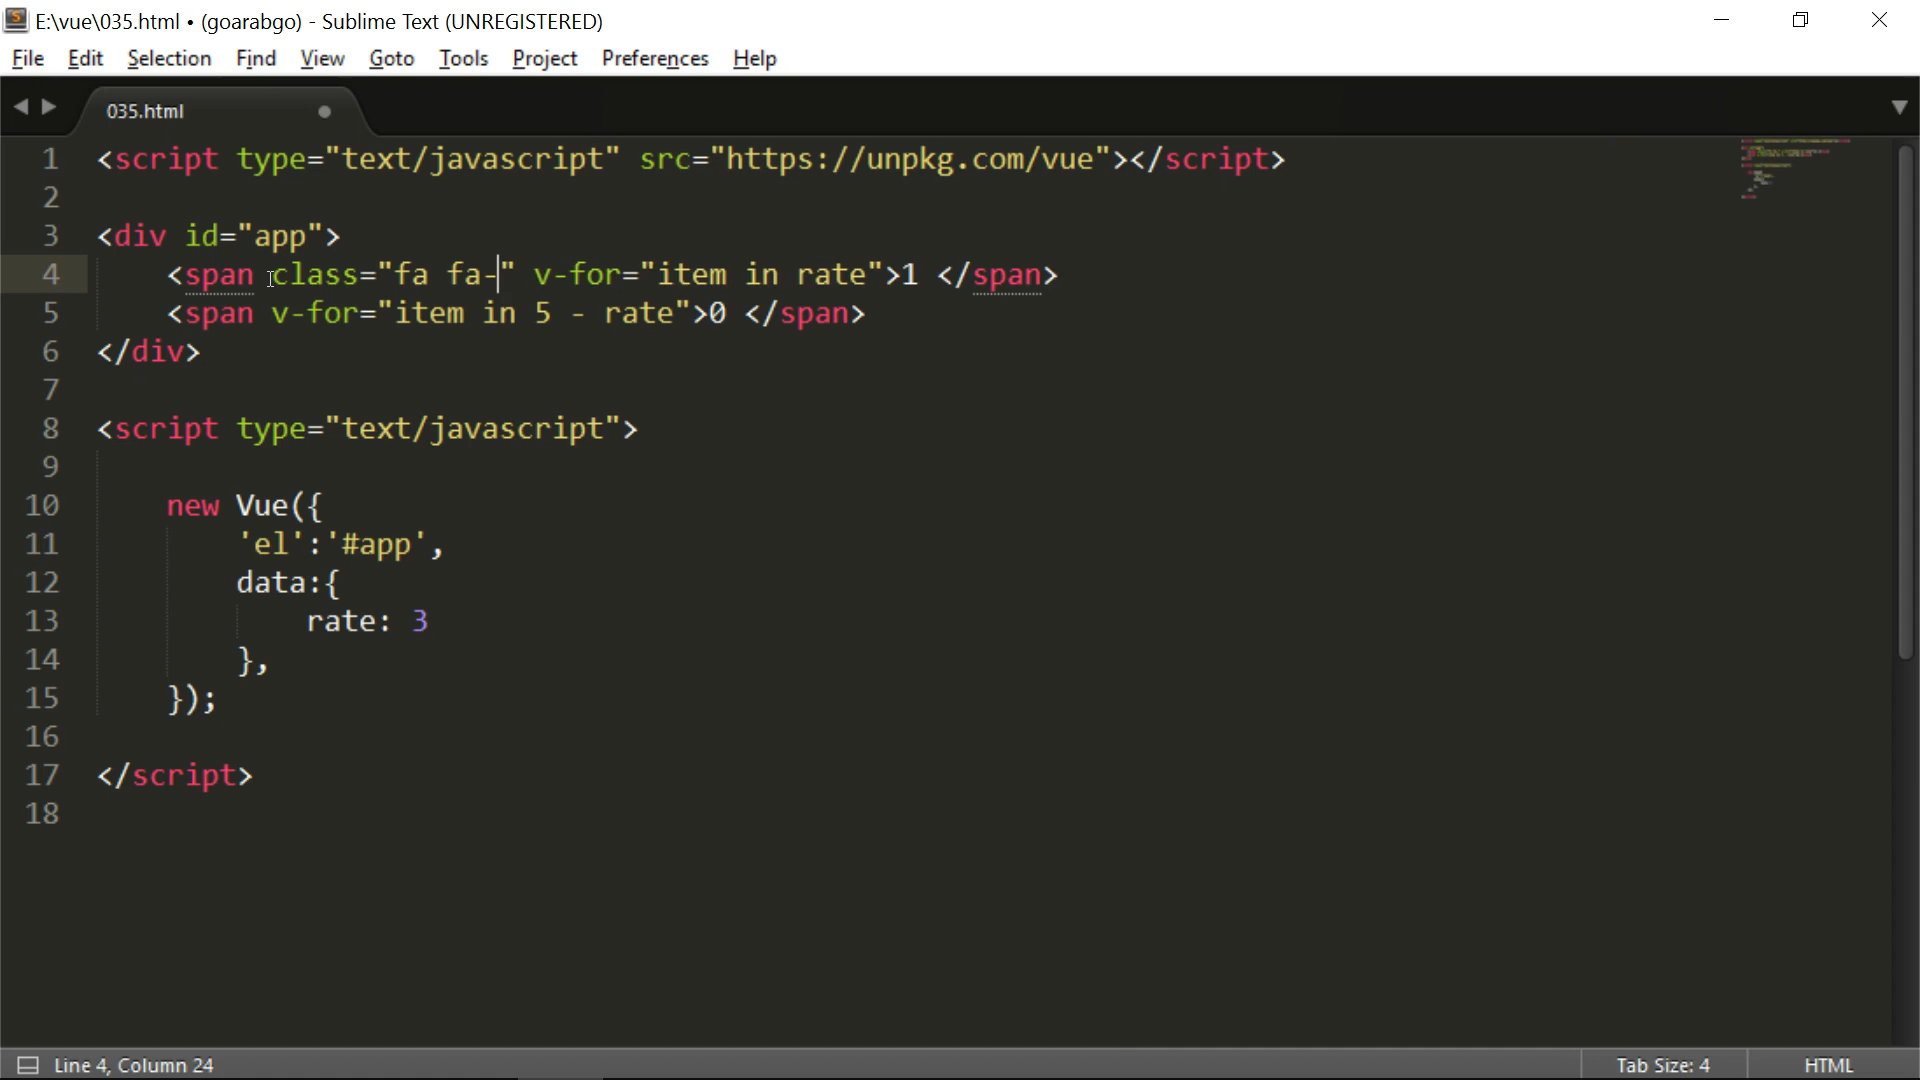 E:\vue\035.html • (goarabgo) - Sublime Text (UNREGISTERED)
File Edit Selection Find View Goto Tools Project Preferences Help
035.html
1 <script type="text/javascript" src="https://unpkg.com/vue"></script>
2
3 <div id="app">
4 <span class="fa fa-" v-for="item in rate">1 </span>
5 <span v-for="item in 5 - rate">0 </span>
6 </div>
7
8 <script type="text/javascript">
9
10 new Vue({
11 'el':'#app',
12 data:{
13 rate: 3
14 },
15 });
16
17 </script>
18
Line 4, Column 24 Tab Size: 4 HTML